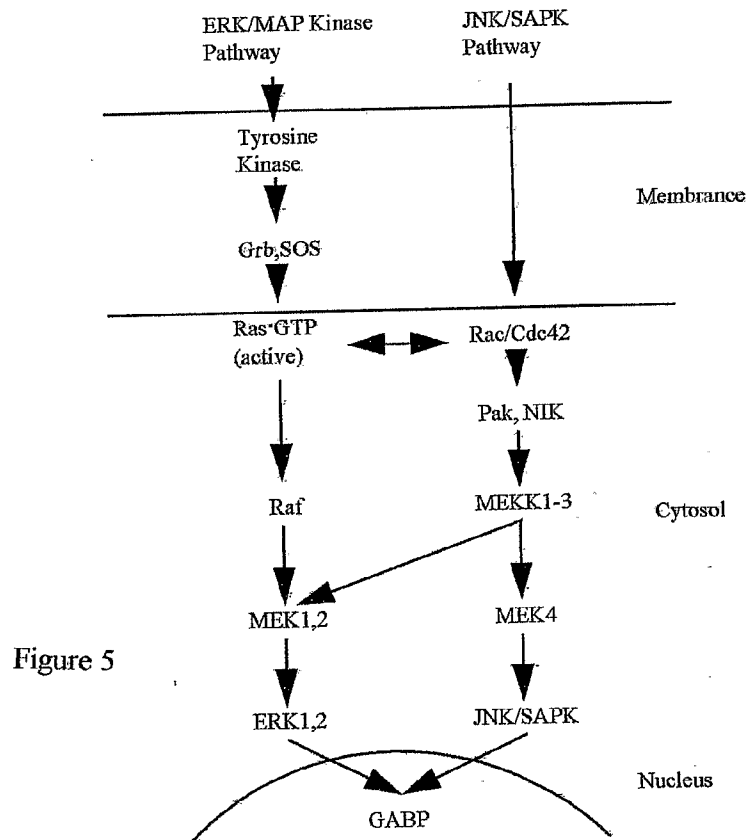 ERK/MAP Kinase
Pathway
JNK/SAPK
Pathway
Tyrosine
Kinase
Membrance
Grb,SOS
Ras·GTP
(active)
Rac/Cdc42
Pak, NIK
Raf
MEKK1-3
Cytosol
MEK1,2
MEK4
Figure 5
ERK1,2
JNK/SAPK
Nucleus
GABP